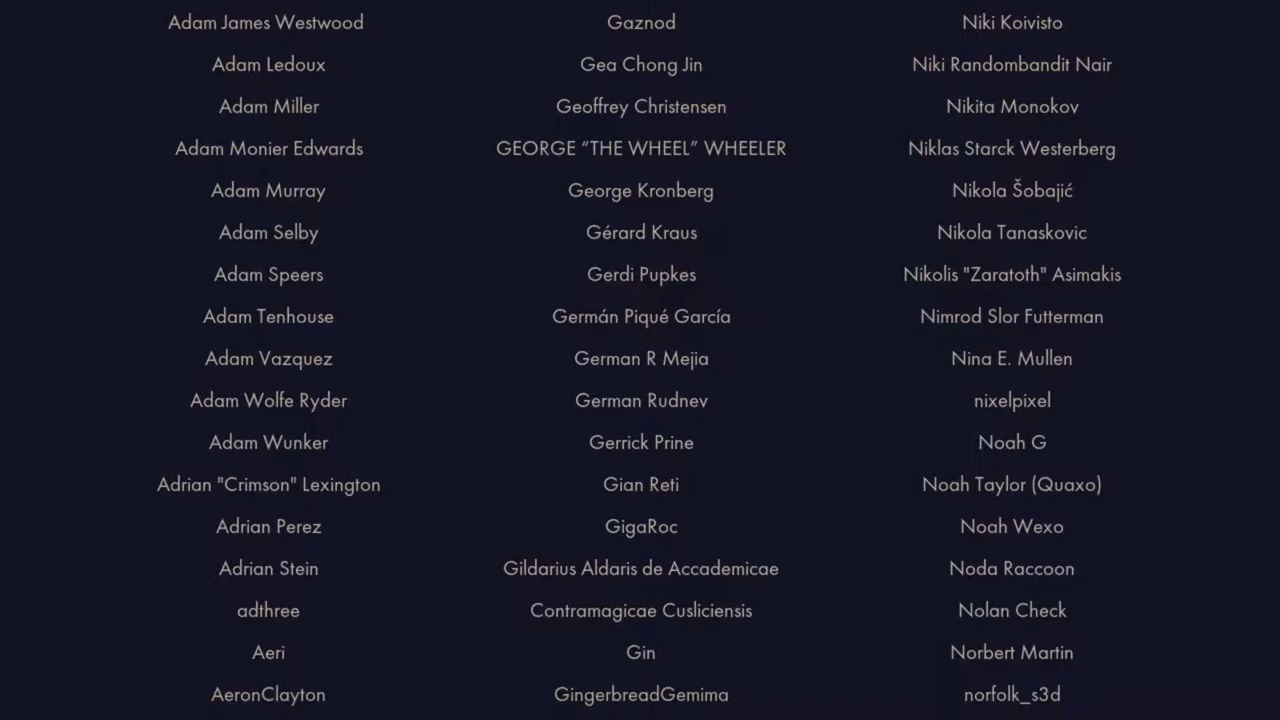 Adam James Westwood
Adam Ledoux
Adam Miller
Adam Monier Edwards
Adam Murray
Adam Selby
Adam Speers
Adam Tenhouse
Adam Vazquez
Adam Wolfe Ryder
Adam Wunker
Adrian "Crimson" Lexington
Adrian Perez
Adrian Stein
adthree
Aeri
AeronClayton
Gaznod
Gea Chong Jin
Geoffrey Christensen
GEORGE “THE WHEEL” WHEELER
George Kronberg
Gérard Kraus
Gerdi Pupkes
Germán Piqué García
German R Mejia
German Rudnev
Gerrick Prine
Gian Reti
GigaRoc
Gildarius Aldaris de Accademicae
Contramagicae Cusliciensis
Gin
GingerbreadGemima
Niki Koivisto
Niki Randombandit Nair
Nikita Monokov
Niklas Starck Westerberg
Nikola Šobajić
Nikola Tanaskovic
Nikolis "Zaratoth" Asimakis
Nimrod Slor Futterman
Nina E. Mullen
nixelpixel
Noah G
Noah Taylor (Quaxo)
Noah Wexo
Noda Raccoon
Nolan Check
Norbert Martin
norfolk_s3d